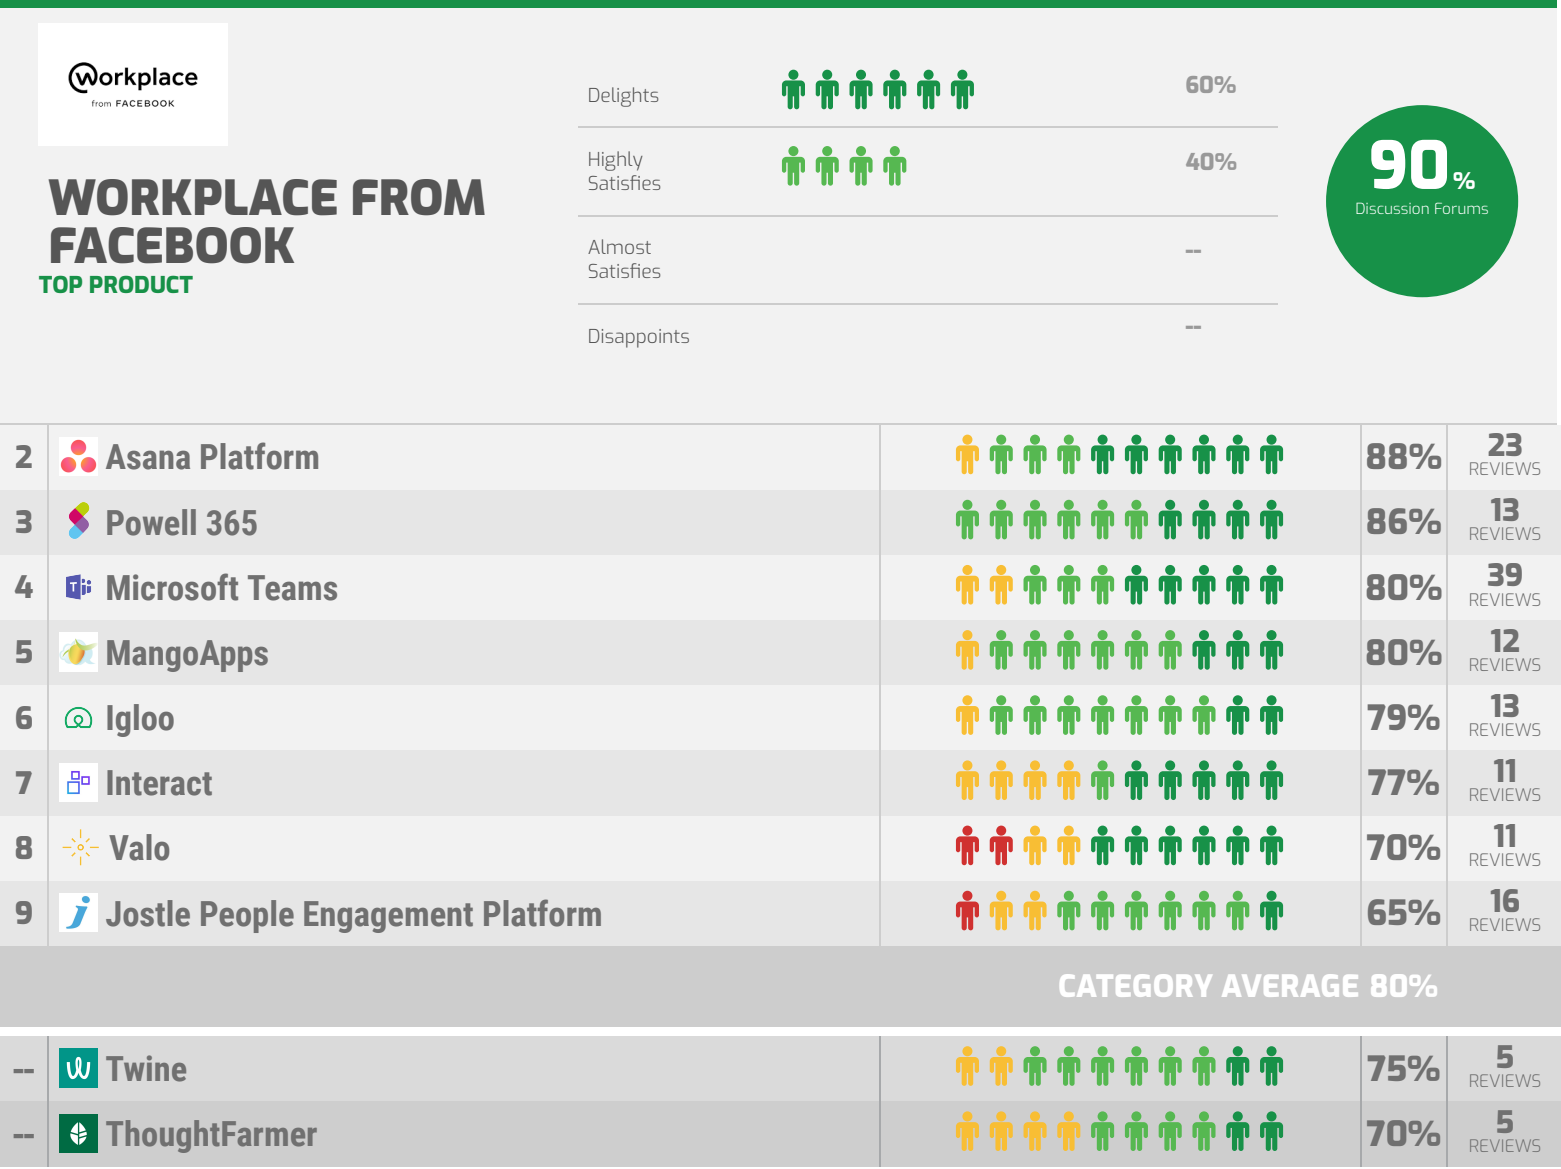 workplace
from FACEBOOK
WORKPLACE FROM
FACEBOOK
TOP PRODUCT
Delights 60%
Highly
Satisfies 40%
Almost
Satisfies --
Disappoints --
90%
Discussion Forums
2 Asana Platform 88% 23 REVIEWS
3 Powell 365 86% 13 REVIEWS
4 Microsoft Teams 80% 39 REVIEWS
5 MangoApps 80% 12 REVIEWS
6 Igloo 79% 13 REVIEWS
7 Interact 77% 11 REVIEWS
8 Valo 70% 11 REVIEWS
9 Jostle People Engagement Platform 65% 16 REVIEWS
CATEGORY AVERAGE 80%
-- Twine 75% 5 REVIEWS
-- ThoughtFarmer 70% 5 REVIEWS